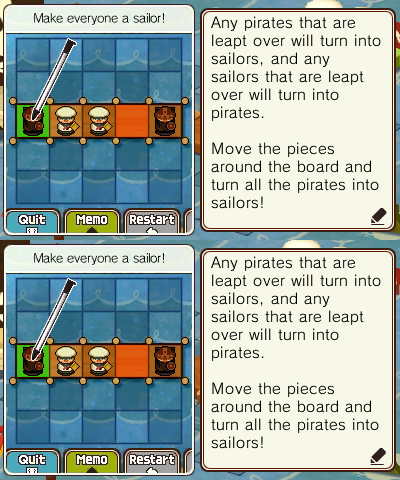 Make everyone a sailor!
Any pirates that are
leapt over will turn into
sailors, and any
sailors that are leapt
over will turn into
pirates.
Move the pieces
around the board and
turn all the pirates into
sailors!
Quit
Memo
Restart
Make everyone a sailor!
Any pirates that are
leapt over will turn into
sailors, and any
sailors that are leapt
over will turn into
pirates.
Move the pieces
around the board and
turn all the pirates into
sailors!
Quit
Memo
Restart